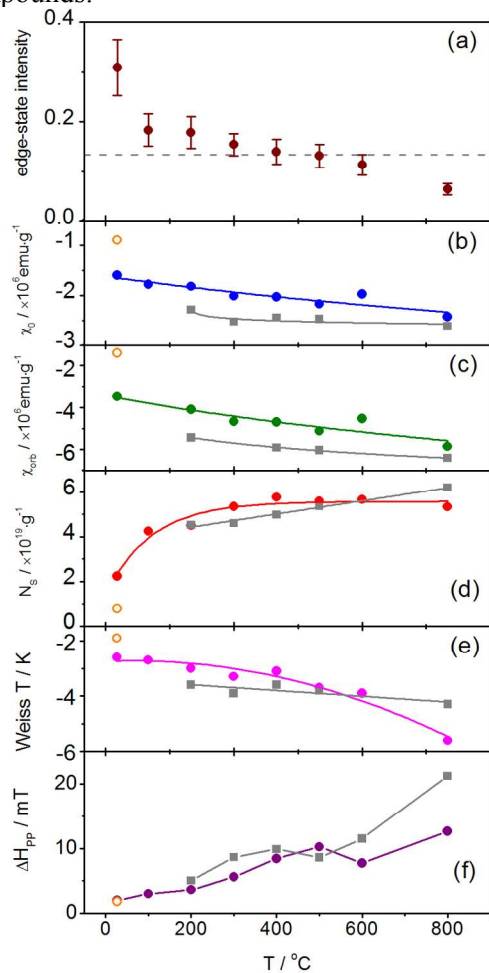 mpounds.
(a)
edge-state intensity
0.4
0.2
0.0
(b)
χ₀ / ×10⁶emu·g⁻¹
-1
-2
-3
(c)
χorb / ×10⁶emu·g⁻¹
-2
-4
-6
(d)
NS / ×10¹⁹·g⁻¹
6
4
2
0
(e)
Weiss T / K
-2
-4
-6
(f)
ΔHPP / mT
20
10
0
0 200 400 600 800
T / °C